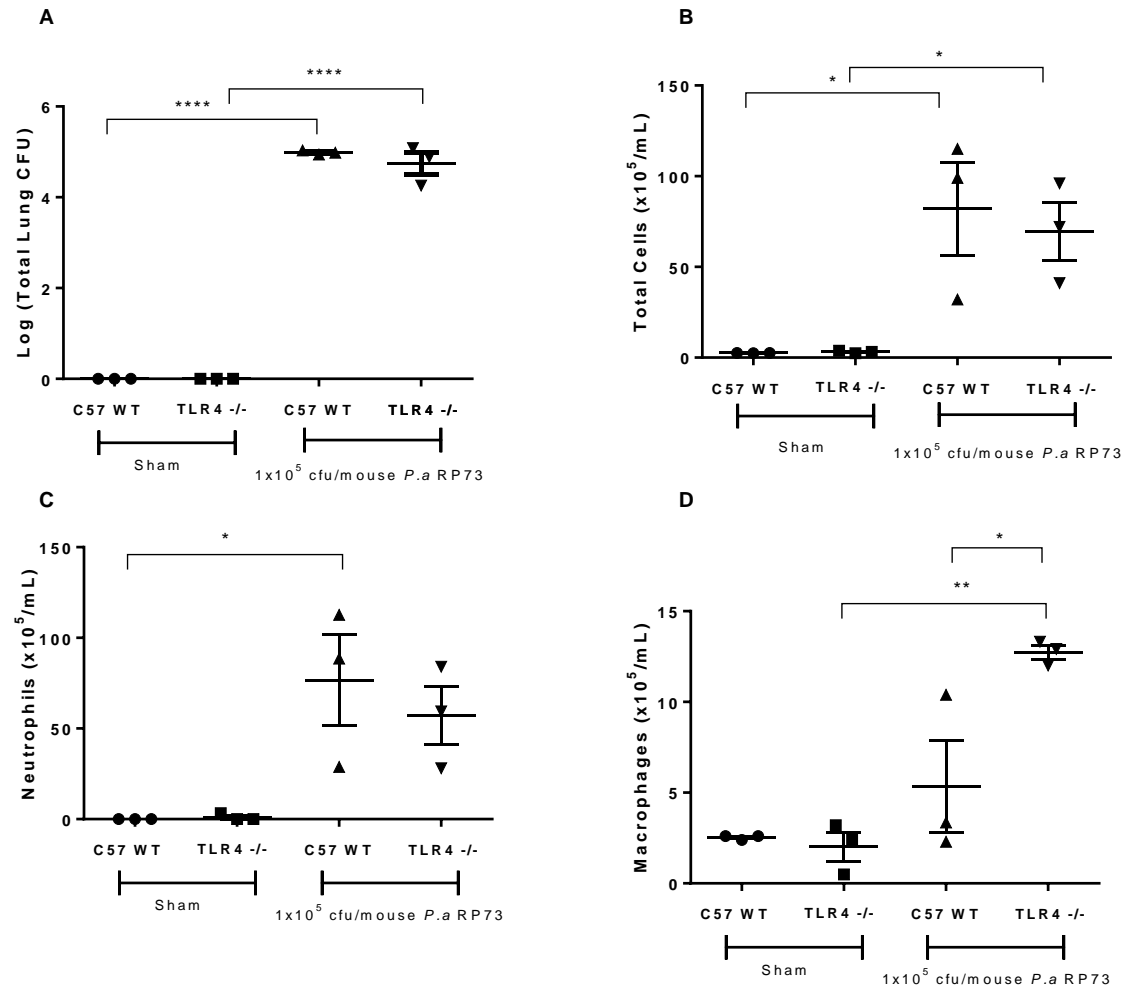 A
****
****
Log (Total Lung CFU)
6
4
2
0
C57 WT TLR4 -/- C57 WT TLR4 -/-
Sham
1x10⁵ cfu/mouse P.a RP73
B
*
*
Total Cells (x10⁵/mL)
150
100
50
0
C57 WT TLR4 -/- C57 WT TLR4 -/-
Sham
1x10⁵ cfu/mouse P.a RP73
C
*
Neutrophils (x10⁵/mL)
150
100
50
0
C57 WT TLR4 -/- C57 WT TLR4 -/-
Sham
1x10⁵ cfu/mouse P.a RP73
D
*
**
Macrophages (x10⁵/mL)
15
10
5
0
C57 WT TLR4 -/- C57 WT TLR4 -/-
Sham
1x10⁵ cfu/mouse P.a RP73